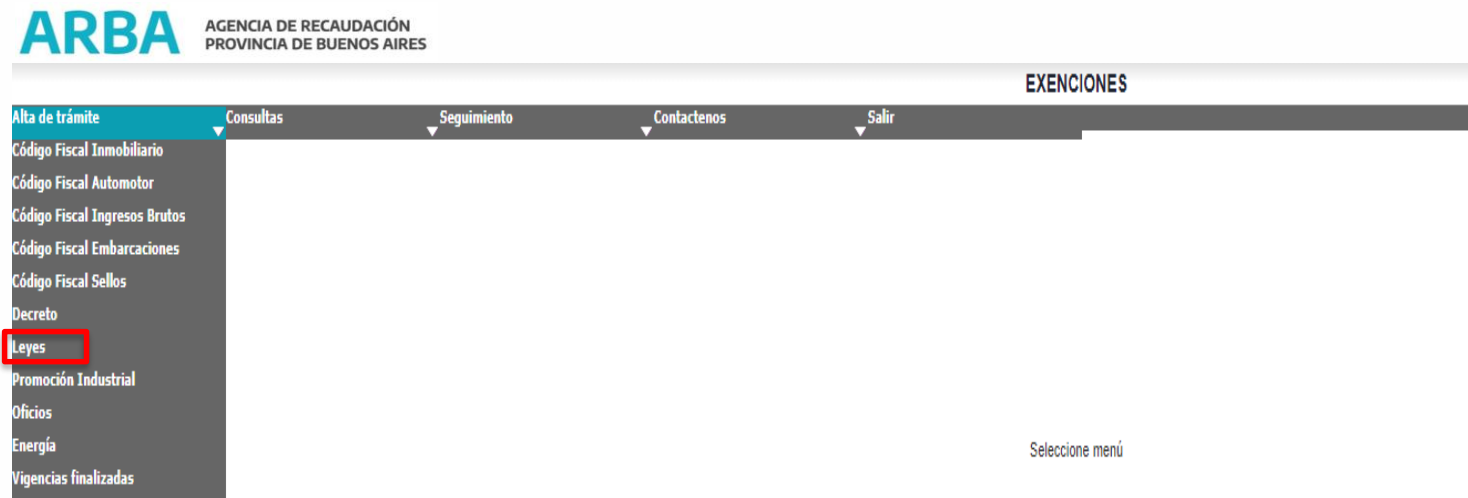 ARBA
AGENCIA DE RECAUDACIÓN
PROVINCIA DE BUENOS AIRES
EXENCIONES
Alta de trámite Consultas Seguimiento Contactenos Salir
Código Fiscal Inmobiliario
Código Fiscal Automotor
Código Fiscal Ingresos Brutos
Código Fiscal Embarcaciones
Código Fiscal Sellos
Decreto
Leyes
Promoción Industrial
Oficios
Energía
Seleccione menú
Vigencias finalizadas